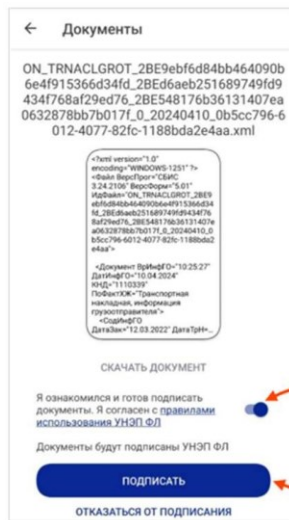 ← Документы
ON_TRNACLGROT_2BE9ebf6d84bb464090b
6e4f915366d34fd_2BEd6aeb251689749fd9
434f768af29ed76_2BE548176b36131407ea
0632878bb7b017f_0_20240410_0b5cc796-6
012-4077-82fc-1188bda2e4aa.xml
<?xml version="1.0"
encoding="WINDOWS-1251" ?>
<Файл ВерсПрог="СБИС
3.24.2106" ВерсФорм="5.01"
ИдФайл="ON_TRNACLGROT_2BE9
ebf6d84bb464090b6e4f915366d34
fd_2BEd6aeb251689749fd9434f76
8af29ed76_2BE548176b36131407e
a0632878bb7b017f_0_20240410_0
b5cc796-6012-4077-82fc-1188bda2
e4aa">
<Документ ВрИнфГО="10:25:27"
ДатИнфГО="10.04.2024"
КНД="1110339"
ПоФактХЖ="Транспортная
накладная, информация
грузоотправителя">
<СодИнфГО
ДатаЗак="12.03.2022" ДатаТрН=...
СКАЧАТЬ ДОКУМЕНТ
Я ознакомился и готов подписать
документы. Я согласен с правилами
использования УНЭП ФЛ
Документы будут подписаны УНЭП ФЛ
ПОДПИСАТЬ
ОТКАЗАТЬСЯ ОТ ПОДПИСАНИЯ